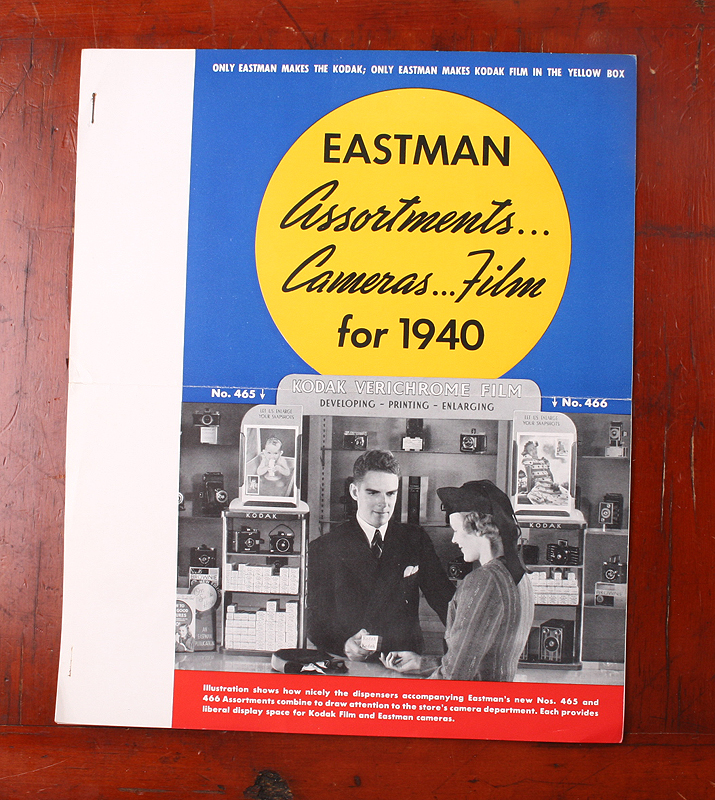 ONLY EASTMAN MAKES THE KODAK; ONLY EASTMAN MAKES KODAK FILM IN THE YELLOW BOX
EASTMAN
Assortments...
Cameras...Film
for 1940
No. 465 ↓
KODAK VERICHROME FILM
DEVELOPING - PRINTING - ENLARGING
↓ No. 466
LET US ENLARGE
YOUR SNAPSHOTS
LET US ENLARGE
YOUR SNAPSHOTS
KODAK
KODAK
Illustration shows how nicely the dispensers accompanying Eastman's new Nos. 465 and
466 Assortments combine to draw attention to the store's camera department. Each provides
liberal display space for Kodak Film and Eastman cameras.